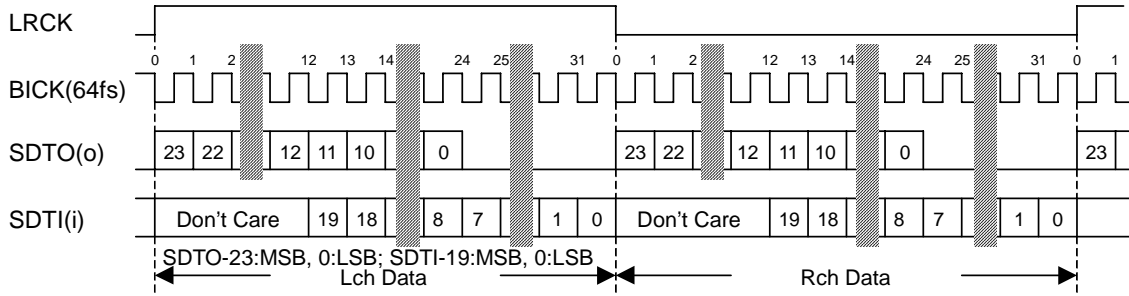 LRCK
0 1 2 12 13 14 24 25 31 0 1 2 12 13 14 24 25 31 0 1
BICK(64fs)
SDTO(o) 23 22 12 11 10 0 23 22 12 11 10 0 23
SDTI(i) Don't Care 19 18 8 7 1 0 Don't Care 19 18 8 7 1 0
SDTO-23:MSB, 0:LSB; SDTI-19:MSB, 0:LSB
Lch Data Rch Data